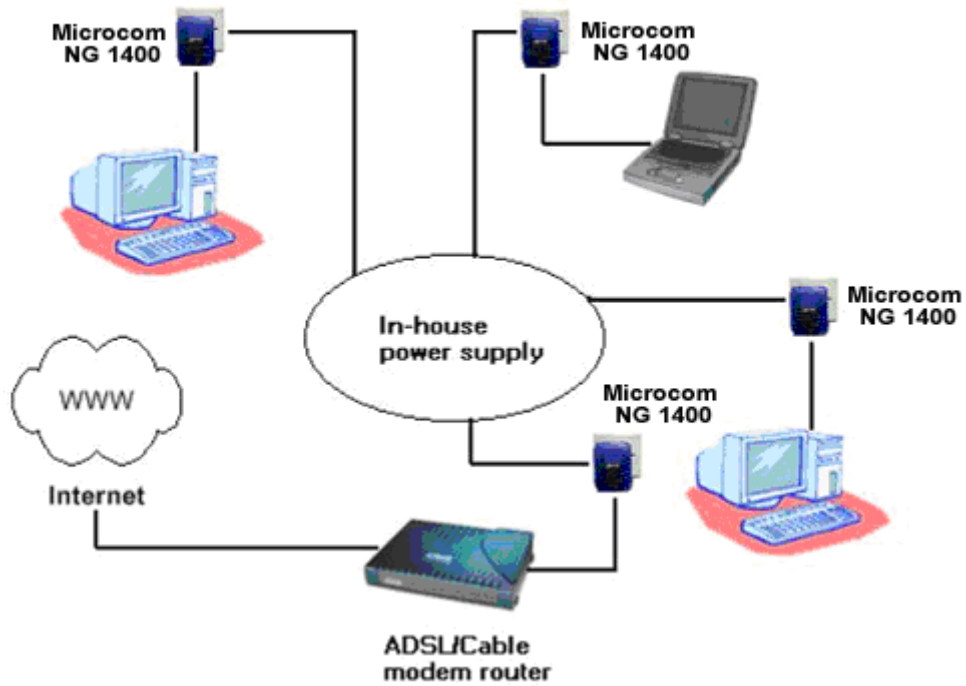 Microcom
NG 1400
Microcom
NG 1400
Microcom
NG 1400
In-house
power supply
WWW
Microcom
NG 1400
Internet
ADSL/Cable
modem router